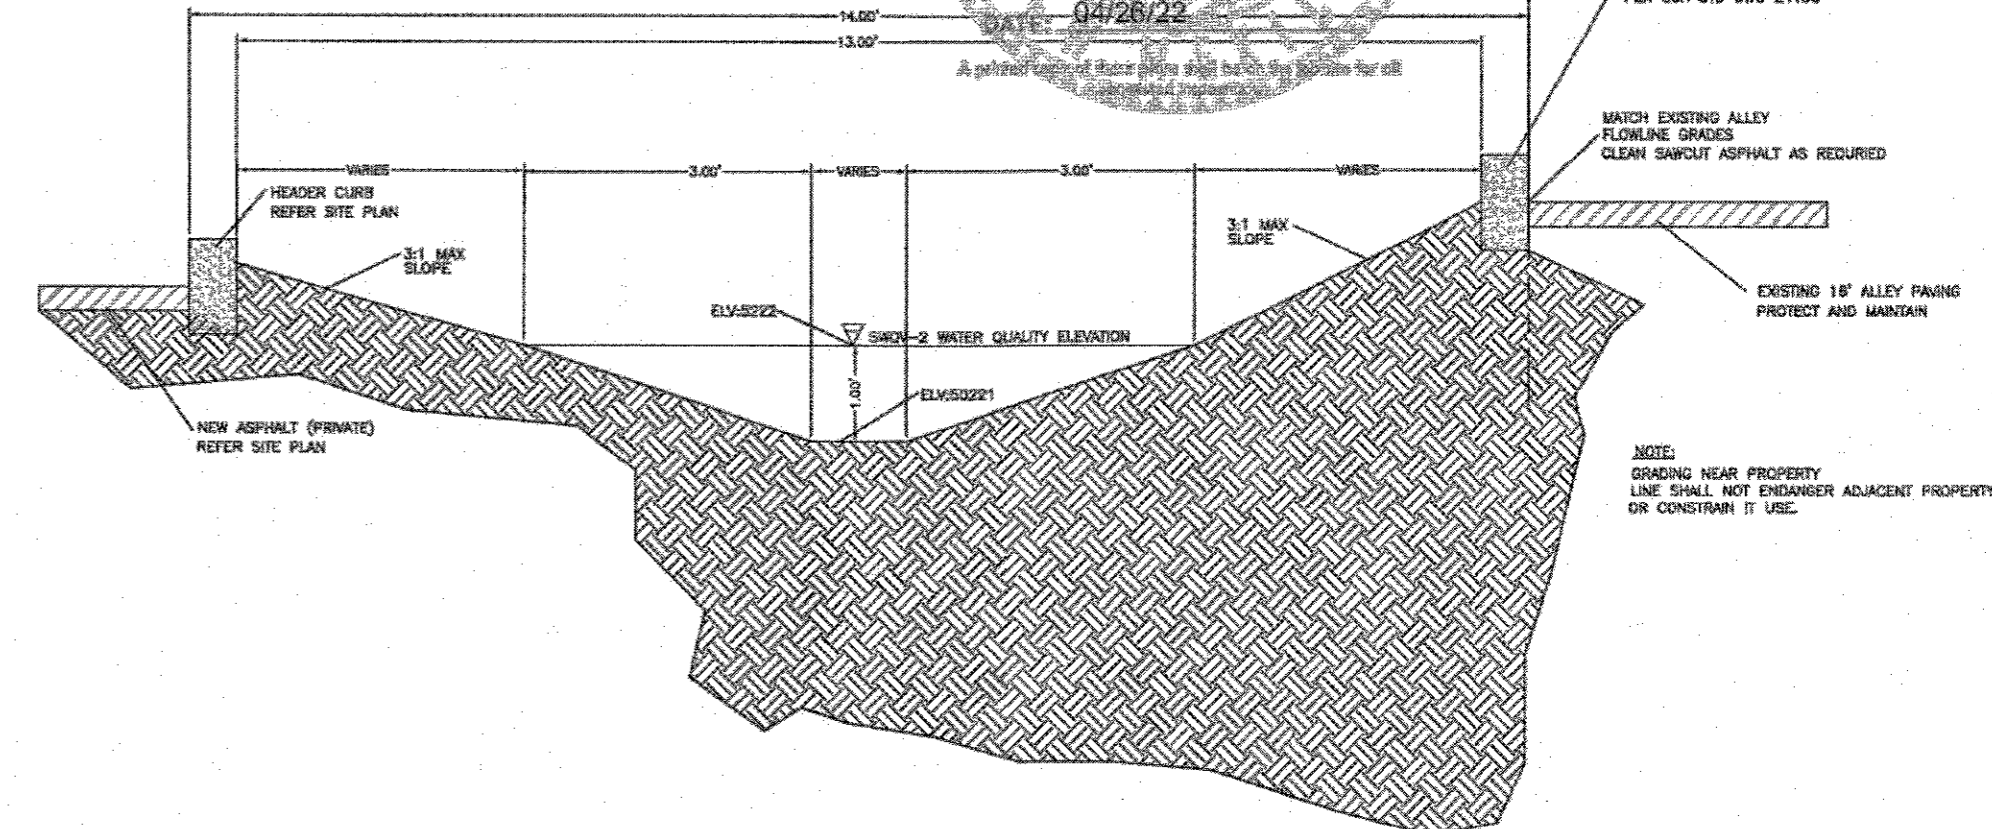 14.00'
DATE: 04/26/22
13.00'
MATCH EXISTING ALLEY
FLOWLINE GRADES
CLEAN SAWCUT ASPHALT AS REQURIED
VARIES
3.00'
VARIES
3.00'
VARIES
HEADER CURB
REFER SITE PLAN
3:1 MAX
SLOPE
3:1 MAX
SLOPE
EXISTING 16' ALLEY PAVING
PROTECT AND MAINTAIN
ELV:5222
SWQV-2 WATER QUALITY ELEVATION
1.00'
ELV:50221
NEW ASPHALT (PRIVATE)
REFER SITE PLAN
NOTE:
GRADING NEAR PROPERTY
LINE SHALL NOT ENDANGER ADJACENT PROPERTY
OR CONSTRAIN IT USE.